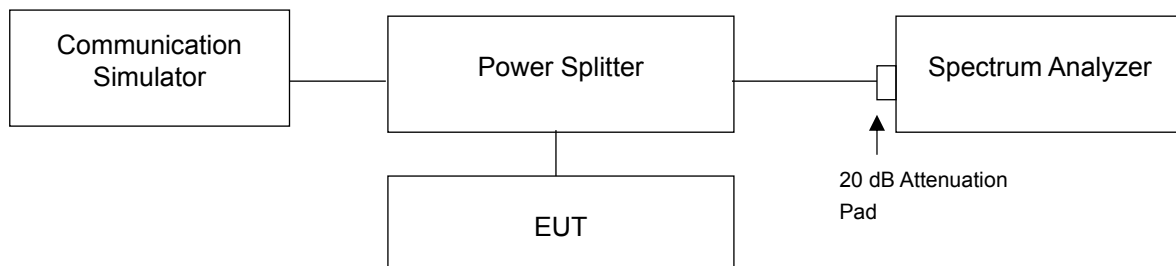 Communication
Simulator
Power Splitter
Spectrum Analyzer
20 dB Attenuation
Pad
EUT